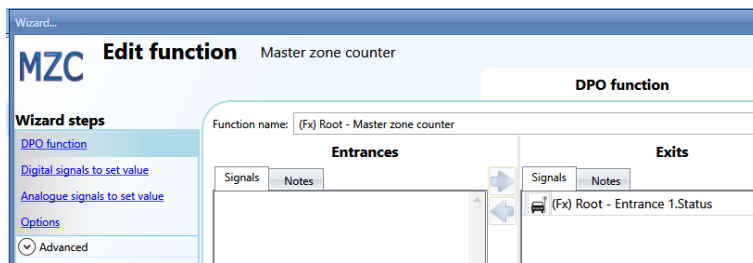 Wizard...
MZC
Edit function
Master zone counter
DPO function
Wizard steps
DPO function
Digital signals to set value
Analogue signals to set value
Options
Advanced
Function name: (Fx) Root - Master zone counter
Entrances
Exits
Signals Notes
Signals Notes
(Fx) Root - Entrance 1.Status